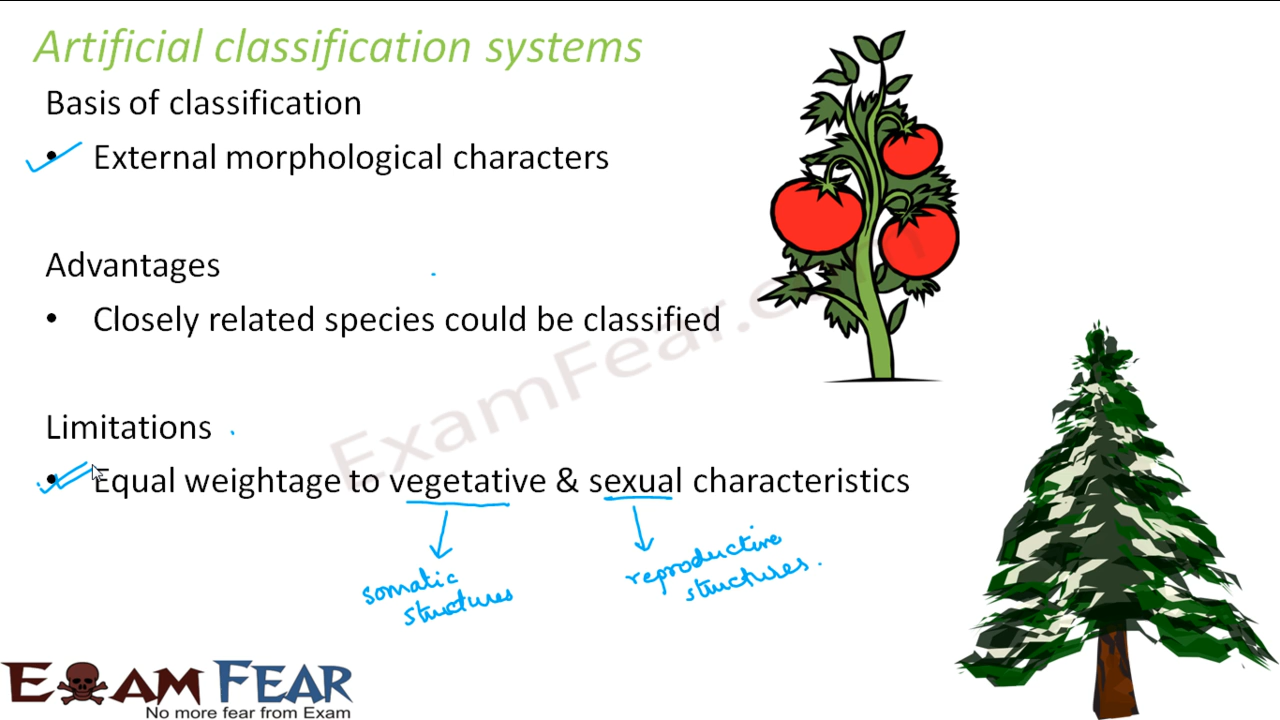 Artificial classification systems
Basis of classification
• External morphological characters
Advantages
• Closely related species could be classified
Limitations
• Equal weightage to vegetative & sexual characteristics
somatic
structures
reproductive
structures.
ExamFear.com
EXAM FEAR
No more fear from Exam